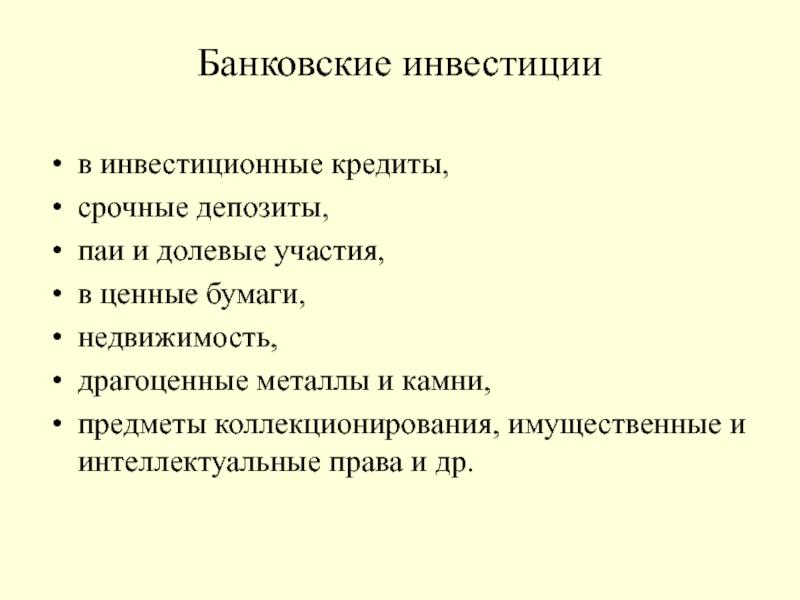 Банковские инвестиции
• в инвестиционные кредиты,
• срочные депозиты,
• паи и долевые участия,
• в ценные бумаги,
• недвижимость,
• драгоценные металлы и камни,
• предметы коллекционирования, имущественные и
интеллектуальные права и др.